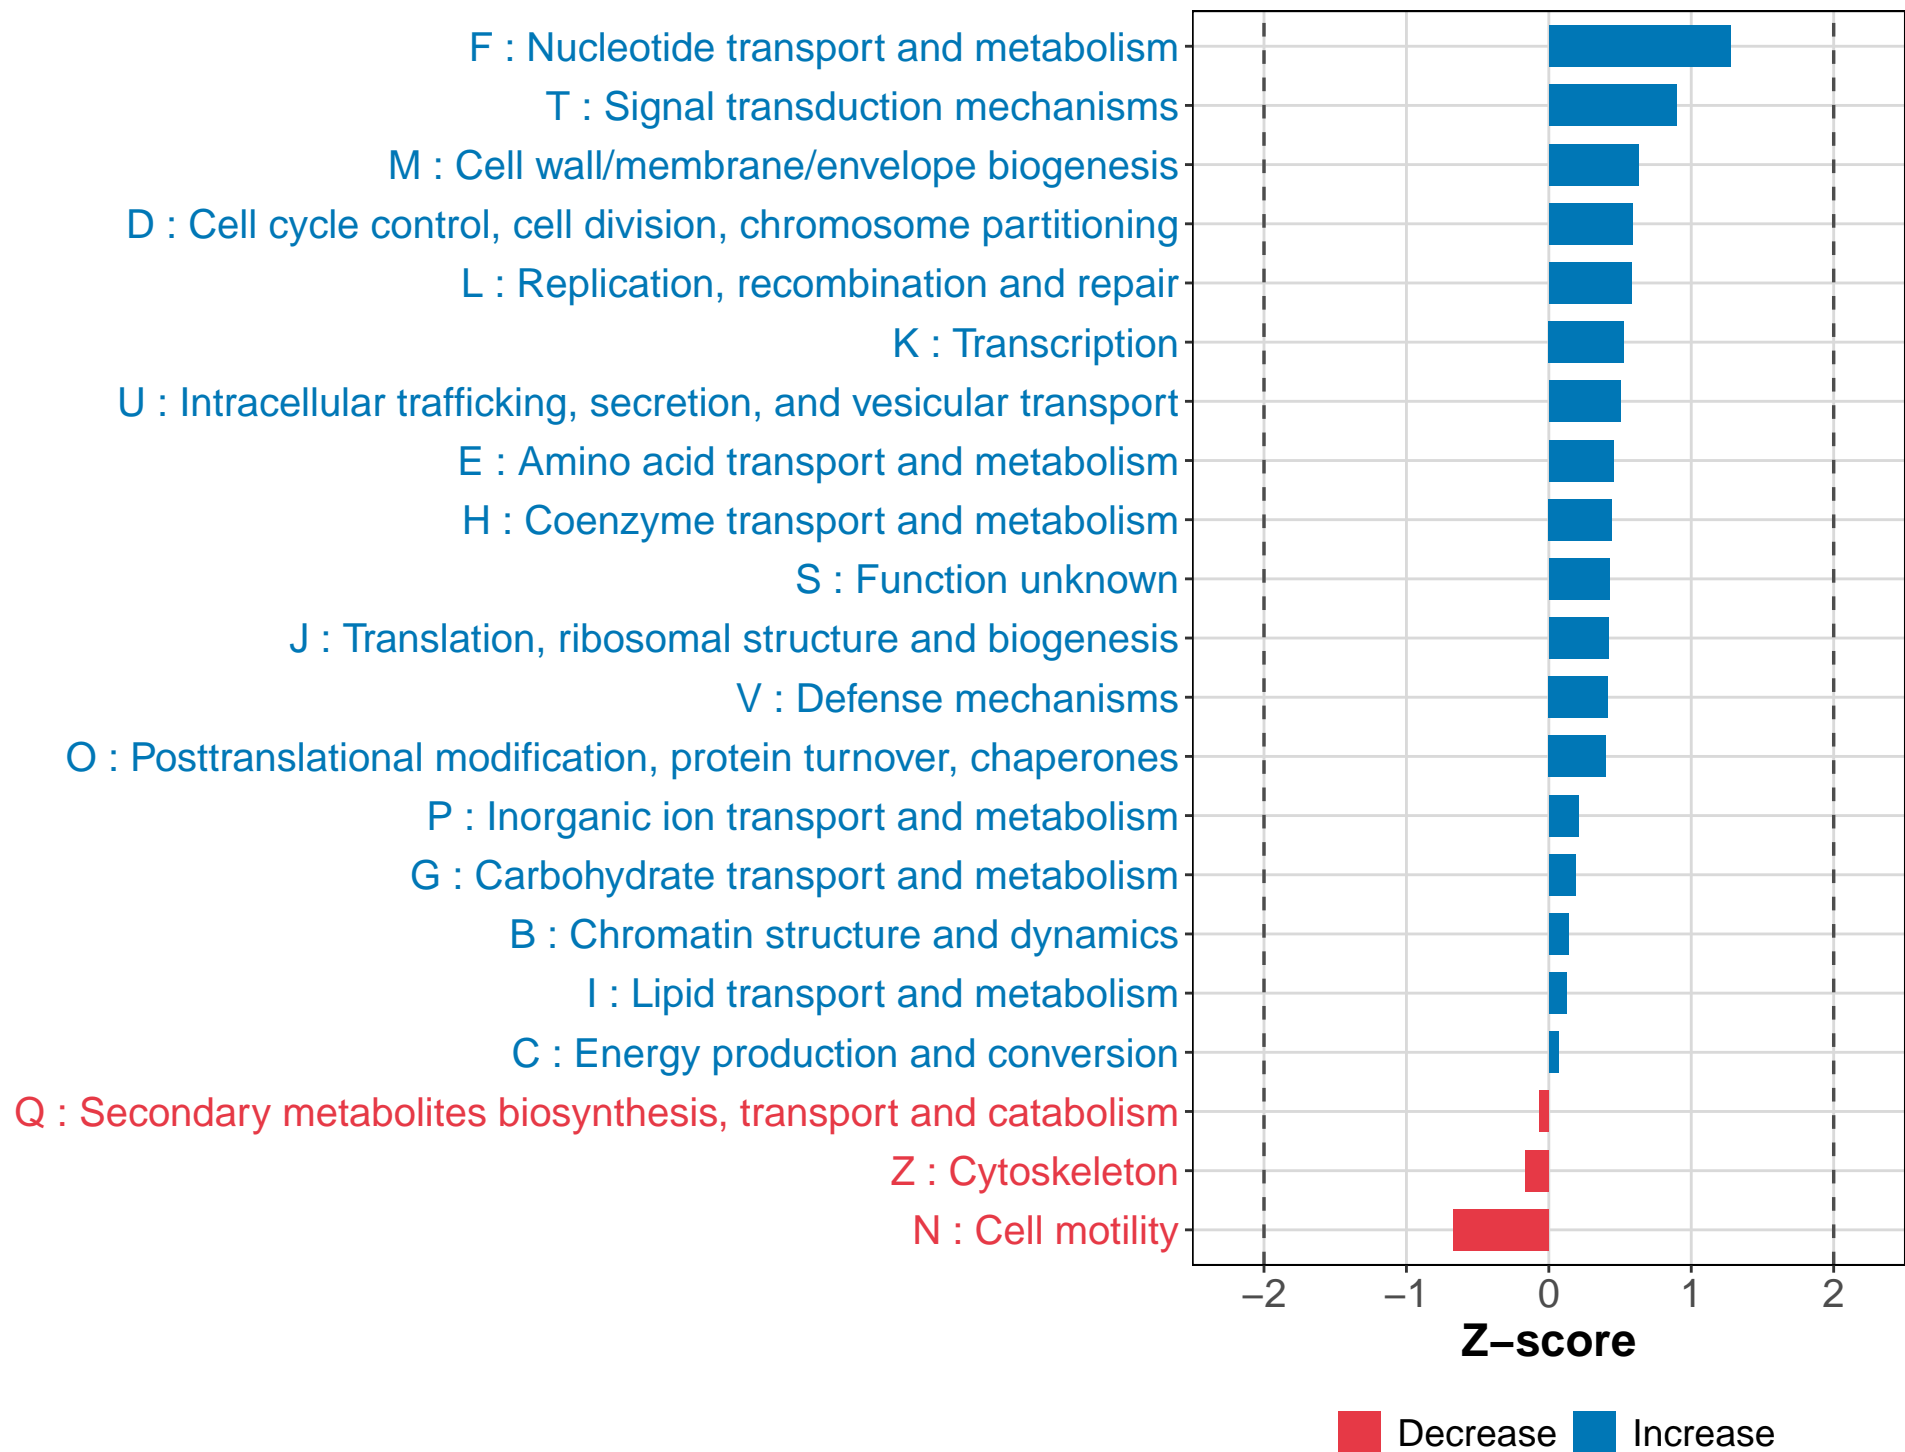 F : Nucleotide transport and metabolism
T : Signal transduction mechanisms
M : Cell wall/membrane/envelope biogenesis
D : Cell cycle control, cell division, chromosome partitioning
L : Replication, recombination and repair
K : Transcription
U : Intracellular trafficking, secretion, and vesicular transport
E : Amino acid transport and metabolism
H : Coenzyme transport and metabolism
S : Function unknown
J : Translation, ribosomal structure and biogenesis
V : Defense mechanisms
O : Posttranslational modification, protein turnover, chaperones
P : Inorganic ion transport and metabolism
G : Carbohydrate transport and metabolism
B : Chromatin structure and dynamics
I : Lipid transport and metabolism
C : Energy production and conversion
Q : Secondary metabolites biosynthesis, transport and catabolism
Z : Cytoskeleton
N : Cell motility
−2 −1 0 1 2
Z−score
Decrease Increase